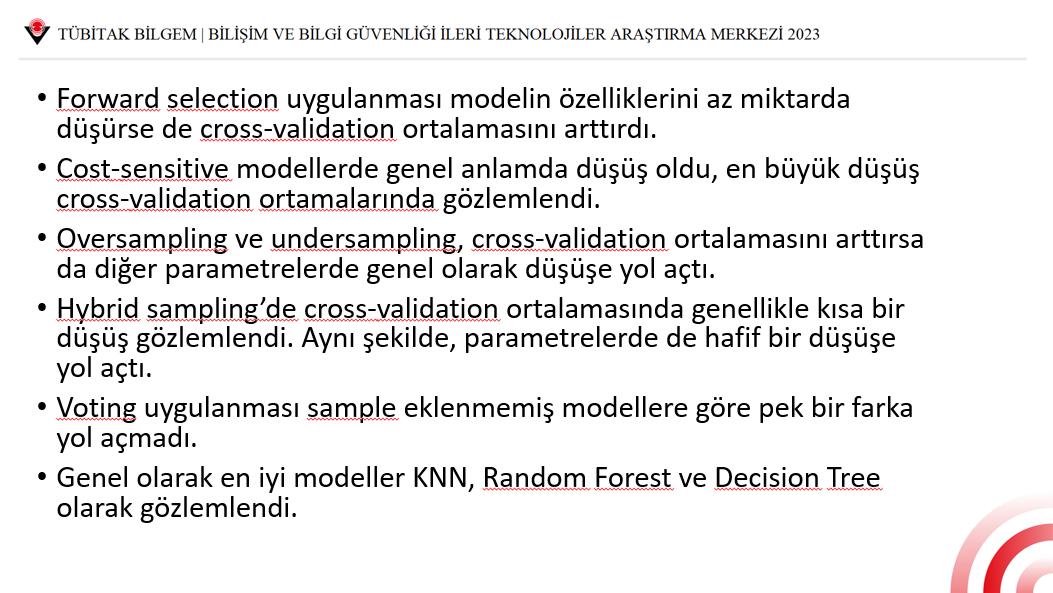 TÜBİTAK BİLGEM | BİLİŞİM VE BİLGİ GÜVENLİĞİ İLERİ TEKNOLOJİLER ARAŞTIRMA MERKEZİ 2023
• Forward selection uygulanması modelin özelliklerini az miktarda
düşürse de cross-validation ortalamasını arttırdı.
• Cost-sensitive modellerde genel anlamda düşüş oldu, en büyük düşüş
cross-validation ortamalarında gözlemlendi.
• Oversampling ve undersampling, cross-validation ortalamasını arttırsa
da diğer parametrelerde genel olarak düşüşe yol açtı.
• Hybrid sampling’de cross-validation ortalamasında genellikle kısa bir
düşüş gözlemlendi. Aynı şekilde, parametrelerde de hafif bir düşüşe
yol açtı.
• Voting uygulanması sample eklenmemiş modellere göre pek bir farka
yol açmadı.
• Genel olarak en iyi modeller KNN, Random Forest ve Decision Tree
olarak gözlemlendi.